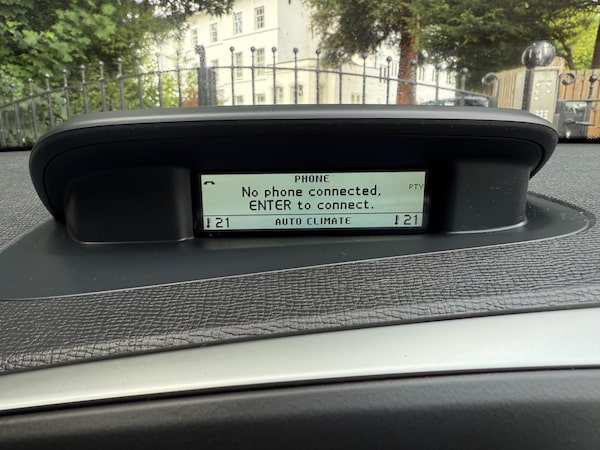 PHONE
PTY
No phone connected,
ENTER to connect.
21 AUTO CLIMATE 21